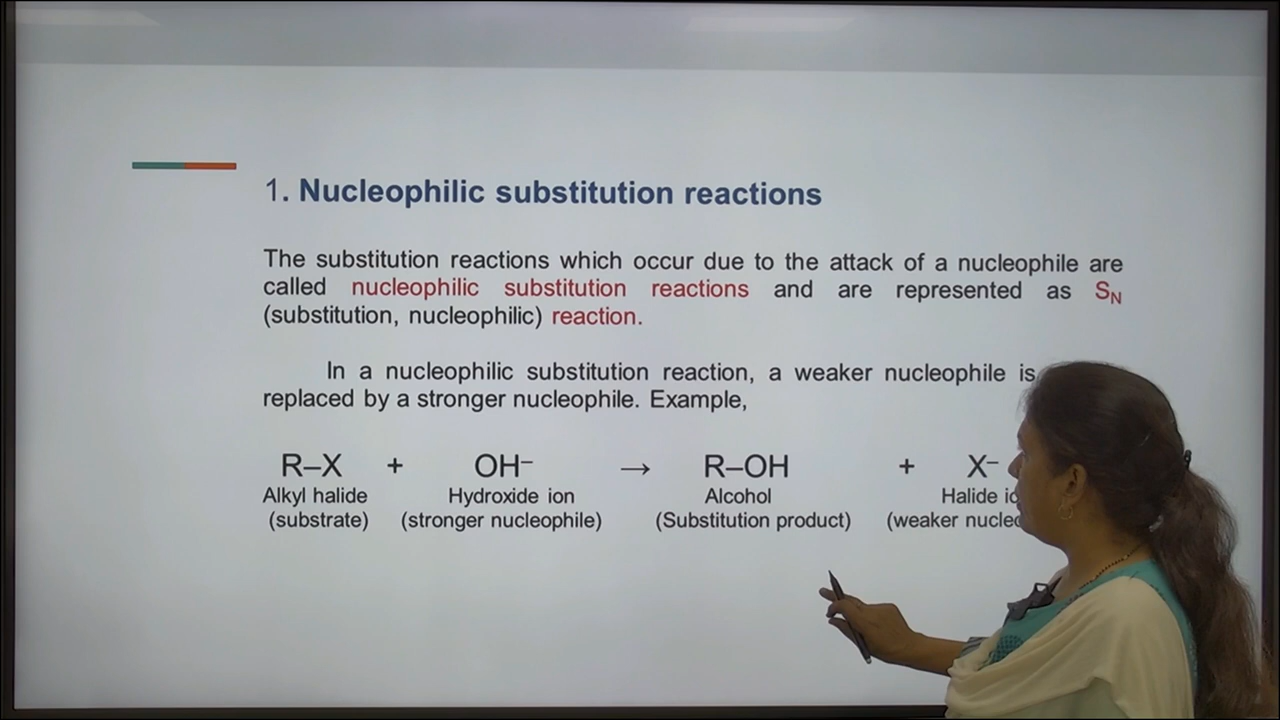 1. Nucleophilic substitution reactions
The substitution reactions which occur due to the attack of a nucleophile are
called nucleophilic substitution reactions and are represented as SN
(substitution, nucleophilic) reaction.
In a nucleophilic substitution reaction, a weaker nucleophile is
replaced by a stronger nucleophile. Example,
R–X + OH– → R–OH + X–
Alkyl halide Hydroxide ion Alcohol Halide
(substrate) (stronger nucleophile) (Substitution product) (weaker